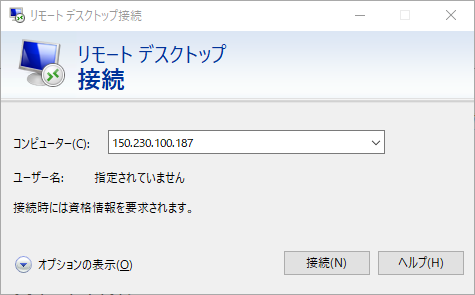 リモート デスクトップ接続
リモート デスクトップ
接続
コンピューター(C):
150.230.100.187
ユーザー名:
指定されていません
接続時には資格情報を要求されます。
オプションの表示(O)
接続(N)
ヘルプ(H)